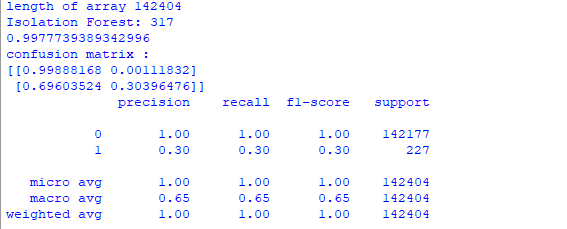 length of array 142404
Isolation Forest: 317
0.9977739389342996
confusion matrix :
[[0.99888168 0.00111832]
[0.69603524 0.30396476]]
precision recall f1-score support
0 1.00 1.00 1.00 142177
1 0.30 0.30 0.30 227
micro avg 1.00 1.00 1.00 142404
macro avg 0.65 0.65 0.65 142404
weighted avg 1.00 1.00 1.00 142404